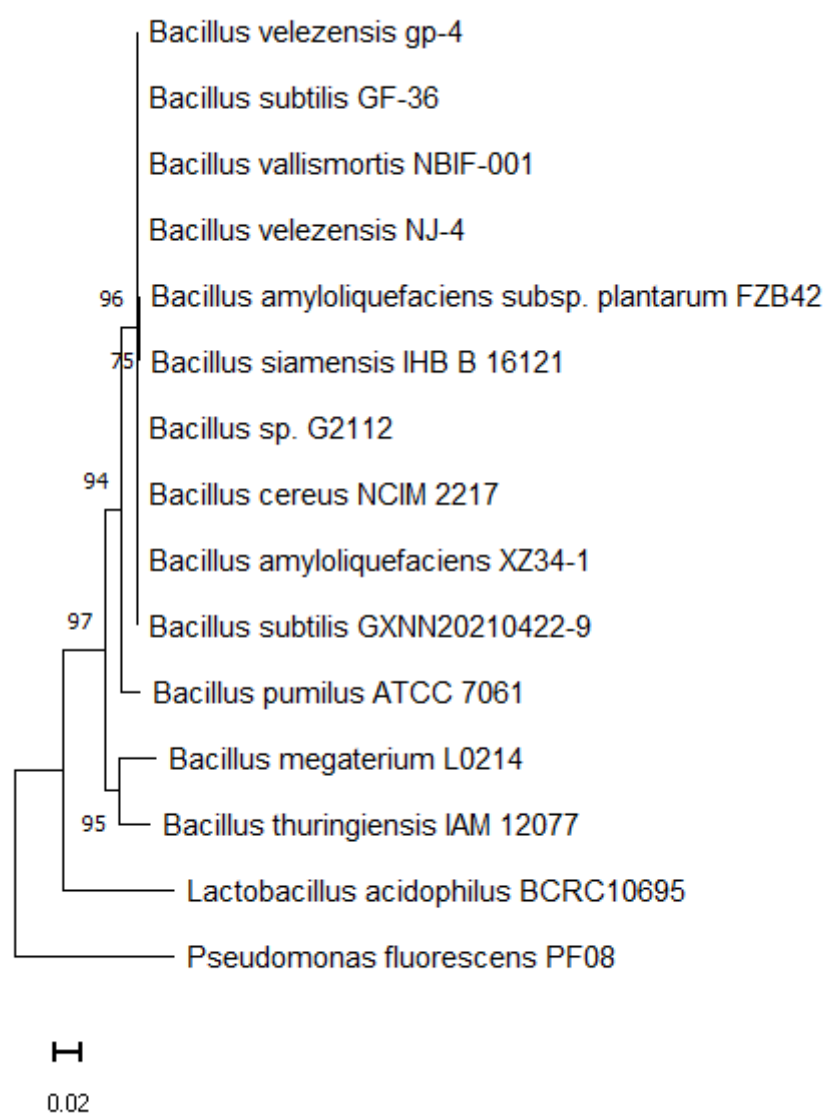 Bacillus velezensis gp-4
Bacillus subtilis GF-36
Bacillus vallismortis NBIF-001
Bacillus velezensis NJ-4
96
Bacillus amyloliquefaciens subsp. plantarum FZB42
75
Bacillus siamensis IHB B 16121
Bacillus sp. G2112
94
Bacillus cereus NCIM 2217
Bacillus amyloliquefaciens XZ34-1
97
Bacillus subtilis GXNN20210422-9
Bacillus pumilus ATCC 7061
Bacillus megaterium L0214
95
Bacillus thuringiensis IAM 12077
Lactobacillus acidophilus BCRC10695
Pseudomonas fluorescens PF08
0.02